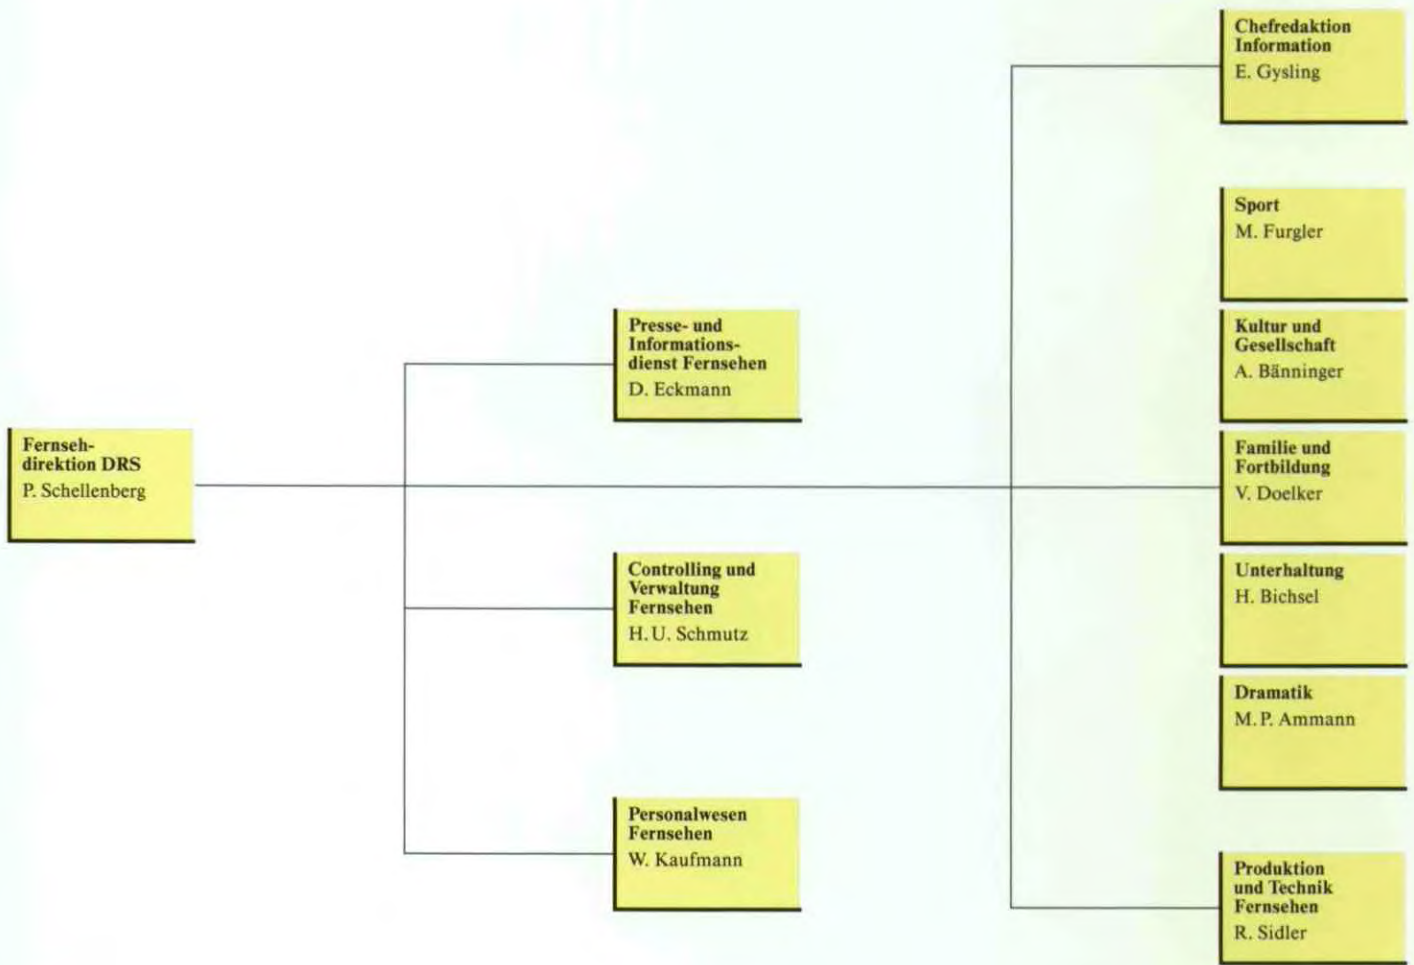 Fernseh-
direktion DRS
P. Schellenberg
Presse- und
Informations-
dienst Fernsehen
D. Eckmann
Controlling und
Verwaltung
Fernsehen
H. U. Schmutz
Personalwesen
Fernsehen
W. Kaufmann
Chefredaktion
Information
E. Gysling
Sport
M. Furgler
Kultur und
Gesellschaft
A. Bänninger
Familie und
Fortbildung
V. Doelker
Unterhaltung
H. Bichsel
Dramatik
M. P. Ammann
Produktion
und Technik
Fernsehen
R. Sidler